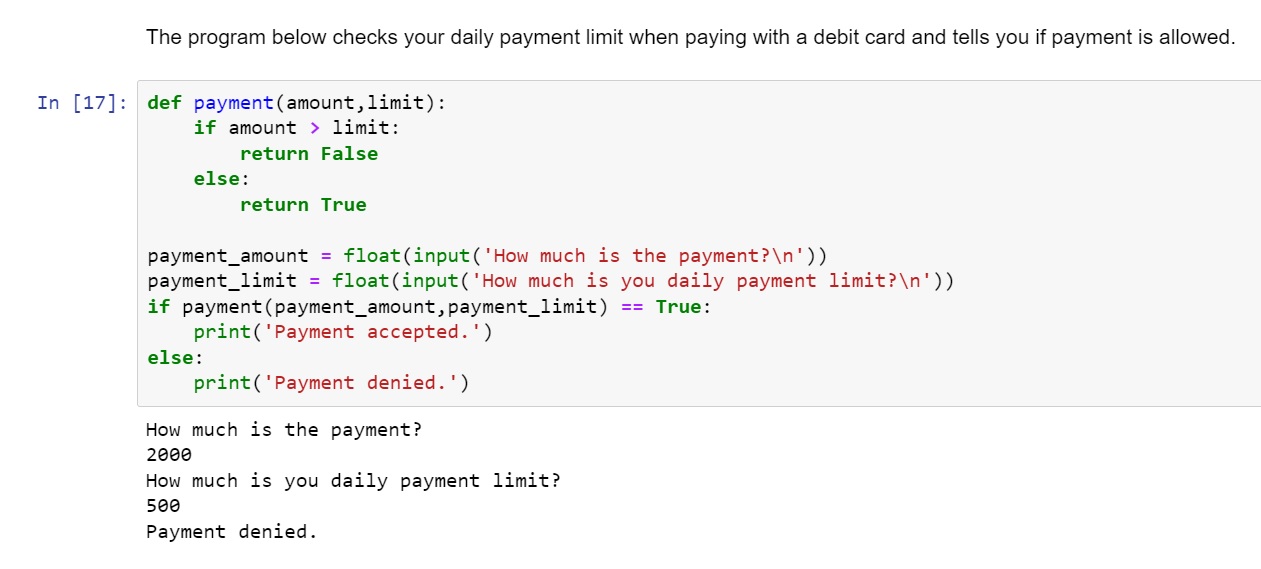 The program below checks your daily payment limit when paying with a debit card and tells you if payment is allowed.
In [17]: def payment(amount,limit):
    if amount > limit:
        return False
    else:
        return True
payment_amount = float(input('How much is the payment?\n'))
payment_limit = float(input('How much is you daily payment limit?\n'))
if payment(payment_amount,payment_limit) == True:
    print('Payment accepted.')
else:
    print('Payment denied.')
How much is the payment?
2000
How much is you daily payment limit?
500
Payment denied.